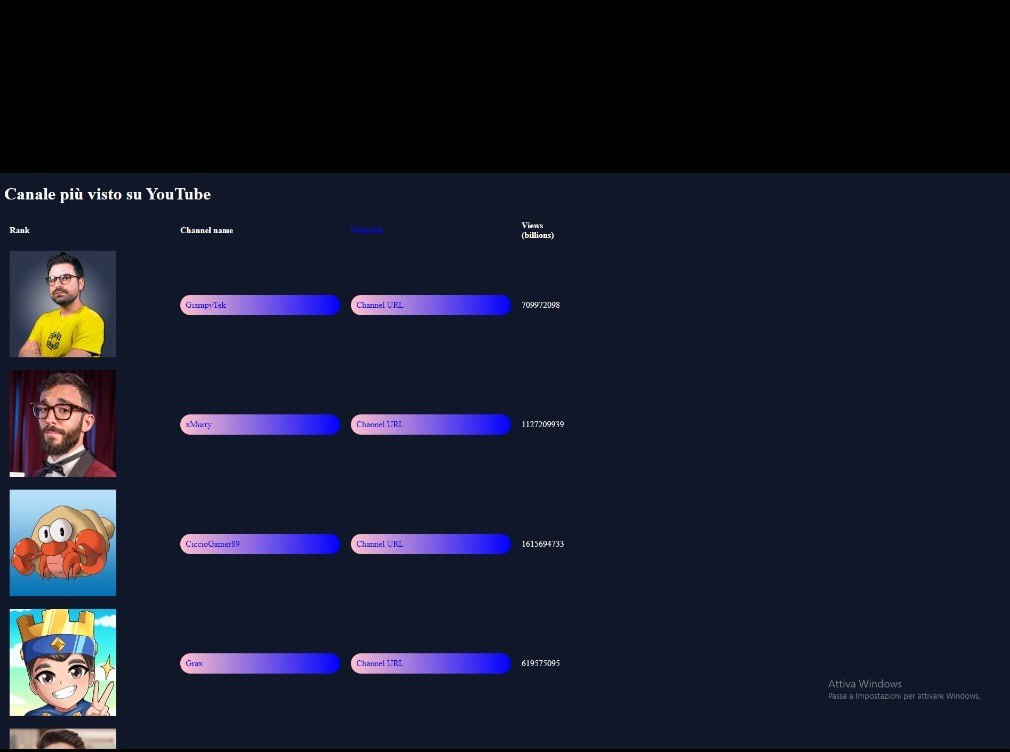 Canale più visto su YouTube
Rank Channel name Views
(billions)
GiampyTek Channel URL 709972098
xMurry Channel URL 1127209939
CiccioGamer89 Channel URL 1615694733
Grax Channel URL 619575095
Attiva Windows
Passa a Impostazioni per attivare Windows.